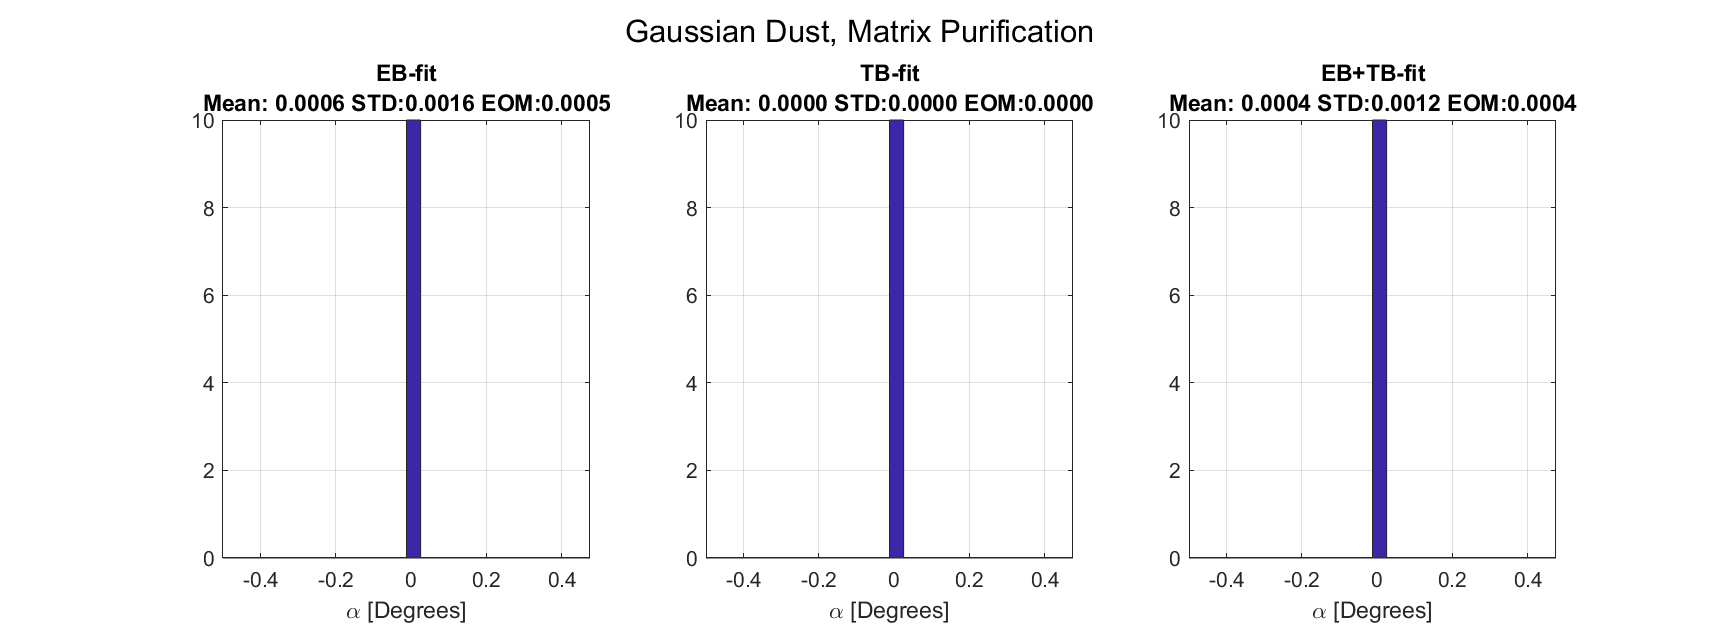 Gaussian Dust, Matrix Purification
EB-fit
Mean: 0.0006 STD:0.0016 EOM:0.0005
10
8
6
4
2
0
-0.4 -0.2 0 0.2 0.4
α [Degrees]
TB-fit
Mean: 0.0000 STD:0.0000 EOM:0.0000
10
8
6
4
2
0
-0.4 -0.2 0 0.2 0.4
α [Degrees]
EB+TB-fit
Mean: 0.0004 STD:0.0012 EOM:0.0004
10
8
6
4
2
0
-0.4 -0.2 0 0.2 0.4
α [Degrees]